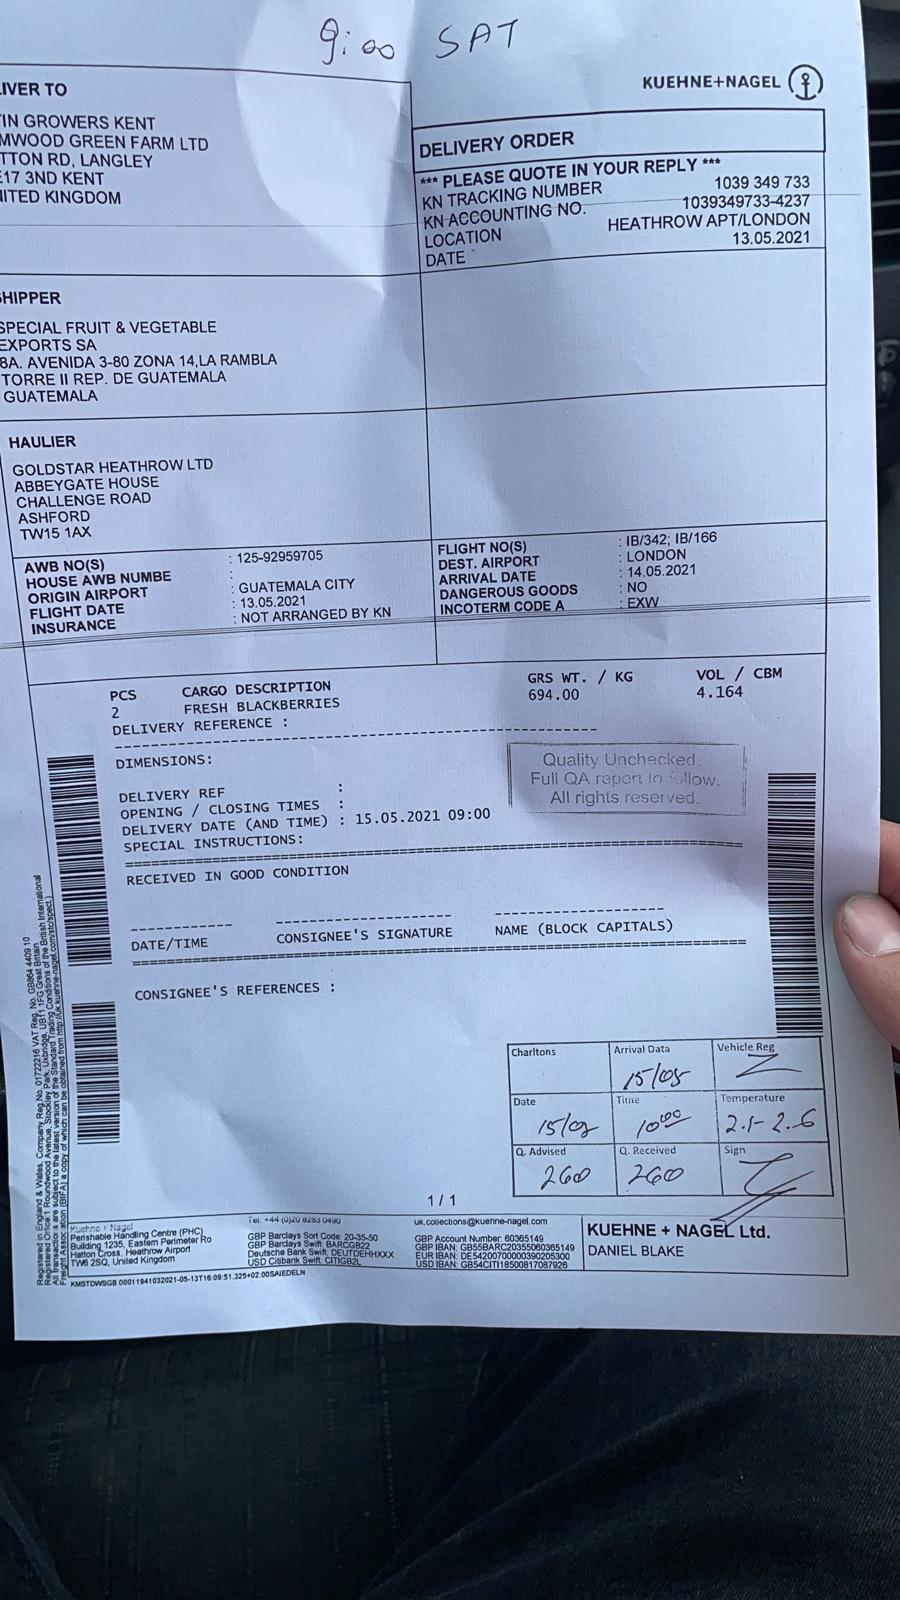 9:00 SAT
KUEHNE+NAGEL
IVER TO
IN GROWERS KENT
MWOOD GREEN FARM LTD
TTON RD, LANGLEY
E17 3ND KENT
NITED KINGDOM
DELIVERY ORDER
*** PLEASE QUOTE IN YOUR REPLY ***
KN TRACKING NUMBER 1039 349 733
KN ACCOUNTING NO. 1039349733-4237
LOCATION HEATHROW APT/LONDON
DATE 13.05.2021
SHIPPER
SPECIAL FRUIT & VEGETABLE
EXPORTS SA
8A. AVENIDA 3-80 ZONA 14,LA RAMBLA
TORRE II REP. DE GUATEMALA
GUATEMALA
HAULIER
GOLDSTAR HEATHROW LTD
ABBEYGATE HOUSE
CHALLENGE ROAD
ASHFORD
TW15 1AX
AWB NO(S) : 125-92959705
HOUSE AWB NUMBE :
ORIGIN AIRPORT : GUATEMALA CITY
FLIGHT DATE : 13.05.2021
INSURANCE : NOT ARRANGED BY KN
FLIGHT NO(S) : IB/342; IB/166
DEST. AIRPORT : LONDON
ARRIVAL DATE : 14.05.2021
DANGEROUS GOODS : NO
INCOTERM CODE A : EXW
PCS CARGO DESCRIPTION GRS WT. / KG VOL / CBM
2 FRESH BLACKBERRIES 694.00 4.164
DELIVERY REFERENCE :
DIMENSIONS:
Quality Unchecked.
Full QA report to follow.
All rights reserved.
DELIVERY REF :
OPENING / CLOSING TIMES :
DELIVERY DATE (AND TIME) : 15.05.2021 09:00
SPECIAL INSTRUCTIONS:
RECEIVED IN GOOD CONDITION
DATE/TIME CONSIGNEE'S SIGNATURE NAME (BLOCK CAPITALS)
CONSIGNEE'S REFERENCES :
Charltons Arrival Data Vehicle Reg
15/05
Date Time Temperature
15/05 10:00 2.1-2.6
Q. Advised Q. Received Sign
260 260
1 / 1
Registered in England & Wales, Company Reg.No. 01722216 VAT Reg. No. GB864 4409 10
Registered Office:1 Roundwood Avenue, Stockley Park, Uxbridge, UB11 1FG Great Britain
All transactions are subject to the latest version of the Standard Trading Conditions of the British International
Freight Association (BIFA) a copy of which can be obtained from http://uk.kuehne-nagel.com/stc/spect.)
Kuehne + Nagel
Perishable Handling Centre (PHC)
Building 1235, Eastern Perimeter Ro
Hatton Cross, Heathrow Airport
TW6 2SQ, United Kingdom
Tel. +44 (0)20 8283 0490
GBP Barclays Sort Code: 20-35-50
GBP Barclays Swift: BARCGB22
Deutsche Bank Swift: DEUTDEHHXXX
USD Citibank Swift: CITIGB2L
uk.collections@kuehne-nagel.com
GBP Account Number: 60365149
GBP IBAN: GB55BARC20355060365149
EUR IBAN: DE54200700000390205300
USD IBAN: GB54CITI18500817087926
KUEHNE + NAGEL Ltd.
DANIEL BLAKE
KMSTDWSGB 00011941032021-05-13T16:09:51.325+02:00SAIEDELN